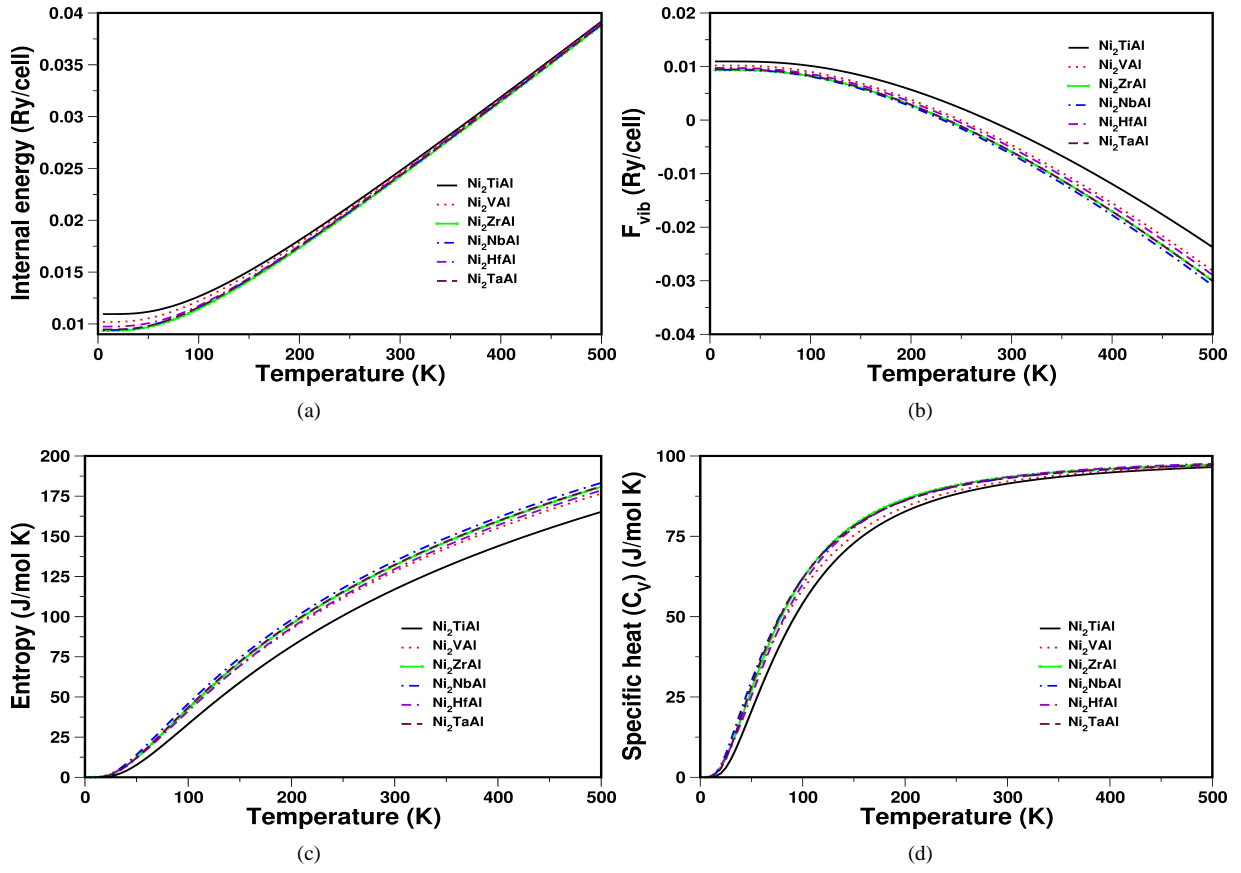 0.04
0.035
0.03
0.025
0.02
0.015
0.01
Internal energy (Ry/cell)
Ni2TiAl
Ni2VAl
Ni2ZrAl
Ni2NbAl
Ni2HfAl
Ni2TaAl
0 100 200 300 400 500
Temperature (K)
(a)
0.02
0.01
0
-0.01
-0.02
-0.03
-0.04
Fvib (Ry/cell)
Ni2TiAl
Ni2VAl
Ni2ZrAl
Ni2NbAl
Ni2HfAl
Ni2TaAl
0 100 200 300 400 500
Temperature (K)
(b)
200
175
150
125
100
75
50
25
0
Entropy (J/mol K)
Ni2TiAl
Ni2VAl
Ni2ZrAl
Ni2NbAl
Ni2HfAl
Ni2TaAl
0 100 200 300 400 500
Temperature (K)
(c)
100
75
50
25
0
Specific heat (CV) (J/mol K)
Ni2TiAl
Ni2VAl
Ni2ZrAl
Ni2NbAl
Ni2HfAl
Ni2TaAl
0 100 200 300 400 500
Temperature (K)
(d)